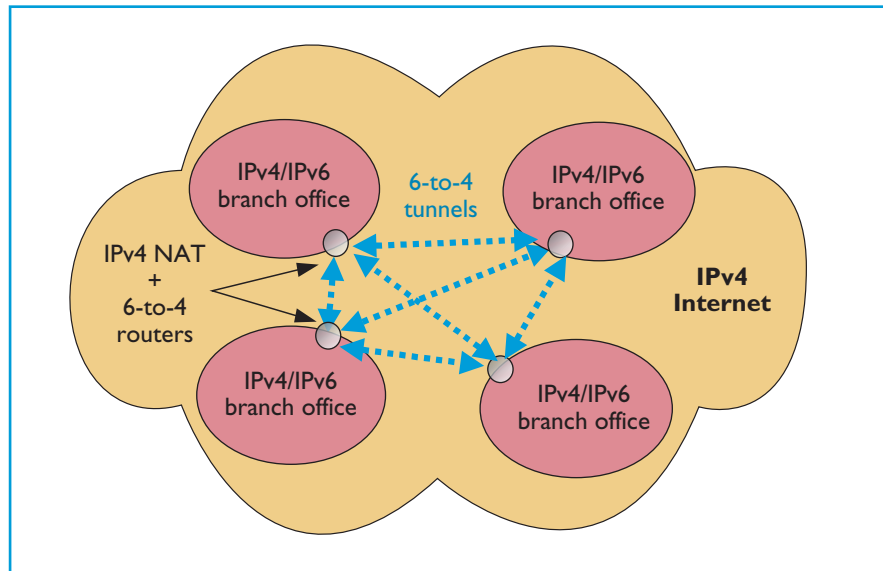 IPv4/IPv6
branch office
6-to-4
tunnels
IPv4/IPv6
branch office
IPv4 NAT
+
6-to-4
routers
IPv4
Internet
IPv4/IPv6
branch office
IPv4/IPv6
branch office